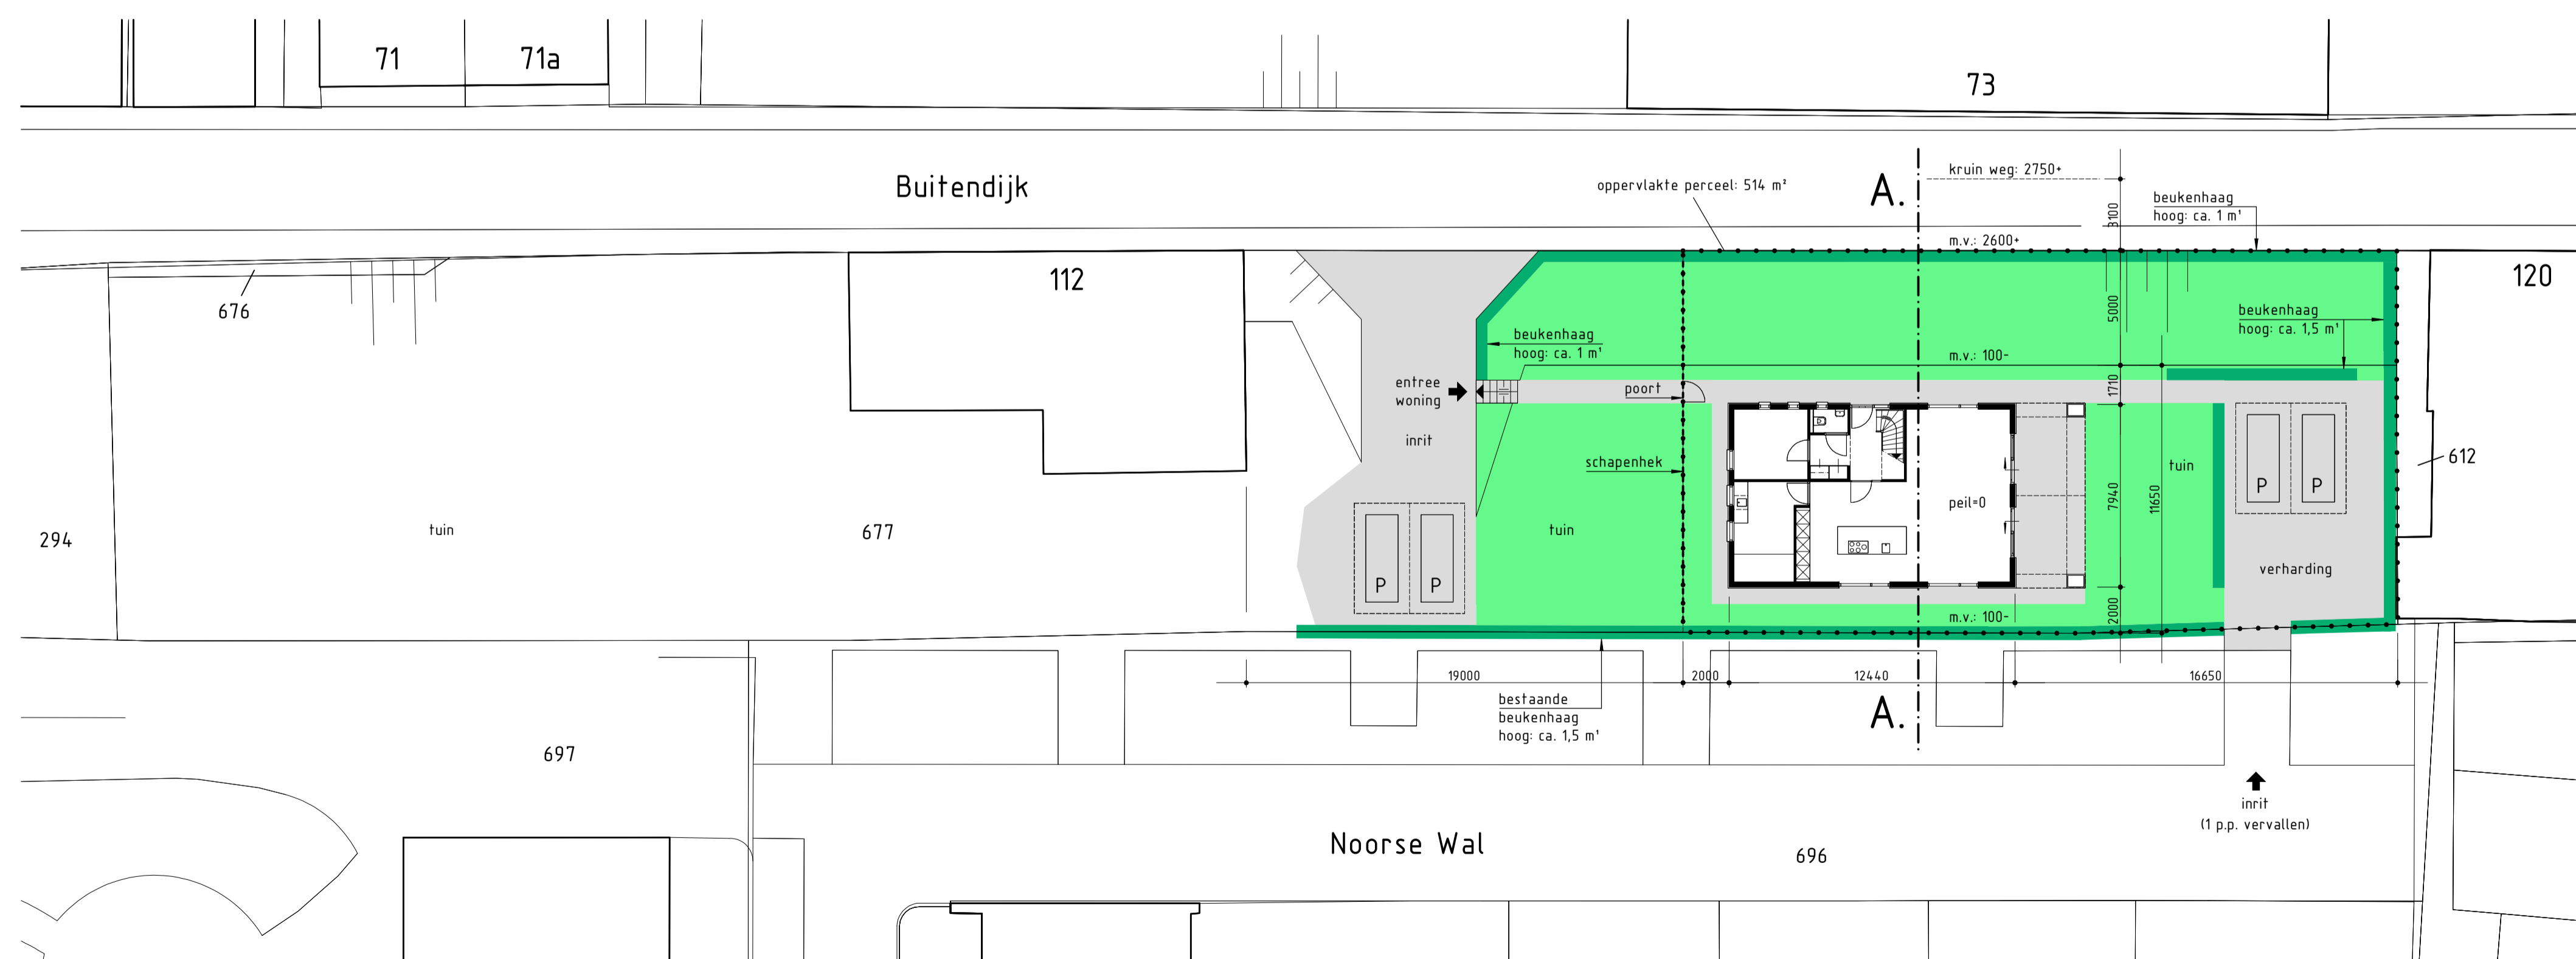 71
71a
73
Buitendijk
oppervlakte perceel: 514 m²
A.
kruin weg: 2750+
3100
beukenhaag
hoog: ca. 1 m¹
m.v.: 2600+
676
112
120
5000
beukenhaag
hoog: ca. 1,5 m¹
beukenhaag
hoog: ca. 1 m¹
m.v.: 100-
entree
woning
poort
1710
inrit
schapenhek
tuin
612
peil=0
7940
11650
P
P
294
tuin
677
tuin
verharding
P
P
m.v.: 100-
2000
19000
2000
12440
16650
bestaande
beukenhaag
hoog: ca. 1,5 m¹
A.
697
inrit
(1 p.p. vervallen)
Noorse Wal
696